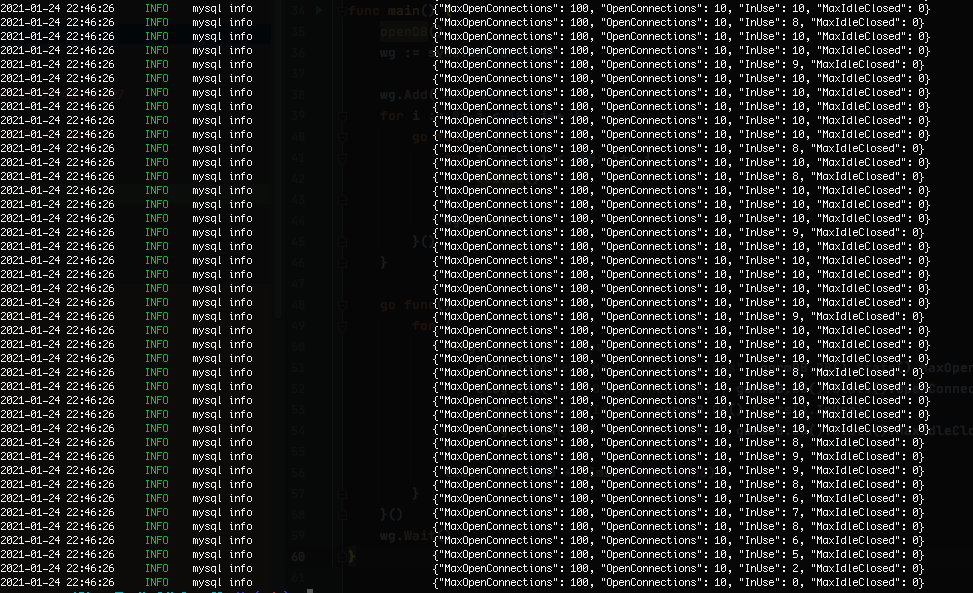 2021-01-24 22:46:26 INFO mysql info {"MaxOpenConnections": 100, "OpenConnections": 10, "InUse": 10, "MaxIdleClosed": 0}
2021-01-24 22:46:26 INFO mysql info {"MaxOpenConnections": 100, "OpenConnections": 10, "InUse": 8, "MaxIdleClosed": 0}
2021-01-24 22:46:26 INFO mysql info {"MaxOpenConnections": 100, "OpenConnections": 10, "InUse": 10, "MaxIdleClosed": 0}
2021-01-24 22:46:26 INFO mysql info {"MaxOpenConnections": 100, "OpenConnections": 10, "InUse": 10, "MaxIdleClosed": 0}
2021-01-24 22:46:26 INFO mysql info {"MaxOpenConnections": 100, "OpenConnections": 10, "InUse": 9, "MaxIdleClosed": 0}
2021-01-24 22:46:26 INFO mysql info {"MaxOpenConnections": 100, "OpenConnections": 10, "InUse": 10, "MaxIdleClosed": 0}
2021-01-24 22:46:26 INFO mysql info {"MaxOpenConnections": 100, "OpenConnections": 10, "InUse": 10, "MaxIdleClosed": 0}
2021-01-24 22:46:26 INFO mysql info {"MaxOpenConnections": 100, "OpenConnections": 10, "InUse": 10, "MaxIdleClosed": 0}
2021-01-24 22:46:26 INFO mysql info {"MaxOpenConnections": 100, "OpenConnections": 10, "InUse": 10, "MaxIdleClosed": 0}
2021-01-24 22:46:26 INFO mysql info {"MaxOpenConnections": 100, "OpenConnections": 10, "InUse": 10, "MaxIdleClosed": 0}
2021-01-24 22:46:26 INFO mysql info {"MaxOpenConnections": 100, "OpenConnections": 10, "InUse": 8, "MaxIdleClosed": 0}
2021-01-24 22:46:26 INFO mysql info {"MaxOpenConnections": 100, "OpenConnections": 10, "InUse": 10, "MaxIdleClosed": 0}
2021-01-24 22:46:26 INFO mysql info {"MaxOpenConnections": 100, "OpenConnections": 10, "InUse": 8, "MaxIdleClosed": 0}
2021-01-24 22:46:26 INFO mysql info {"MaxOpenConnections": 100, "OpenConnections": 10, "InUse": 10, "MaxIdleClosed": 0}
2021-01-24 22:46:26 INFO mysql info {"MaxOpenConnections": 100, "OpenConnections": 10, "InUse": 10, "MaxIdleClosed": 0}
2021-01-24 22:46:26 INFO mysql info {"MaxOpenConnections": 100, "OpenConnections": 10, "InUse": 10, "MaxIdleClosed": 0}
2021-01-24 22:46:26 INFO mysql info {"MaxOpenConnections": 100, "OpenConnections": 10, "InUse": 9, "MaxIdleClosed": 0}
2021-01-24 22:46:26 INFO mysql info {"MaxOpenConnections": 100, "OpenConnections": 10, "InUse": 10, "MaxIdleClosed": 0}
2021-01-24 22:46:26 INFO mysql info {"MaxOpenConnections": 100, "OpenConnections": 10, "InUse": 10, "MaxIdleClosed": 0}
2021-01-24 22:46:26 INFO mysql info {"MaxOpenConnections": 100, "OpenConnections": 10, "InUse": 10, "MaxIdleClosed": 0}
2021-01-24 22:46:26 INFO mysql info {"MaxOpenConnections": 100, "OpenConnections": 10, "InUse": 10, "MaxIdleClosed": 0}
2021-01-24 22:46:26 INFO mysql info {"MaxOpenConnections": 100, "OpenConnections": 10, "InUse": 10, "MaxIdleClosed": 0}
2021-01-24 22:46:26 INFO mysql info {"MaxOpenConnections": 100, "OpenConnections": 10, "InUse": 9, "MaxIdleClosed": 0}
2021-01-24 22:46:26 INFO mysql info {"MaxOpenConnections": 100, "OpenConnections": 10, "InUse": 10, "MaxIdleClosed": 0}
2021-01-24 22:46:26 INFO mysql info {"MaxOpenConnections": 100, "OpenConnections": 10, "InUse": 10, "MaxIdleClosed": 0}
2021-01-24 22:46:26 INFO mysql info {"MaxOpenConnections": 100, "OpenConnections": 10, "InUse": 10, "MaxIdleClosed": 0}
2021-01-24 22:46:26 INFO mysql info {"MaxOpenConnections": 100, "OpenConnections": 10, "InUse": 8, "MaxIdleClosed": 0}
2021-01-24 22:46:26 INFO mysql info {"MaxOpenConnections": 100, "OpenConnections": 10, "InUse": 10, "MaxIdleClosed": 0}
2021-01-24 22:46:26 INFO mysql info {"MaxOpenConnections": 100, "OpenConnections": 10, "InUse": 10, "MaxIdleClosed": 0}
2021-01-24 22:46:26 INFO mysql info {"MaxOpenConnections": 100, "OpenConnections": 10, "InUse": 10, "MaxIdleClosed": 0}
2021-01-24 22:46:26 INFO mysql info {"MaxOpenConnections": 100, "OpenConnections": 10, "InUse": 10, "MaxIdleClosed": 0}
2021-01-24 22:46:26 INFO mysql info {"MaxOpenConnections": 100, "OpenConnections": 10, "InUse": 8, "MaxIdleClosed": 0}
2021-01-24 22:46:26 INFO mysql info {"MaxOpenConnections": 100, "OpenConnections": 10, "InUse": 9, "MaxIdleClosed": 0}
2021-01-24 22:46:26 INFO mysql info {"MaxOpenConnections": 100, "OpenConnections": 10, "InUse": 9, "MaxIdleClosed": 0}
2021-01-24 22:46:26 INFO mysql info {"MaxOpenConnections": 100, "OpenConnections": 10, "InUse": 8, "MaxIdleClosed": 0}
2021-01-24 22:46:26 INFO mysql info {"MaxOpenConnections": 100, "OpenConnections": 10, "InUse": 6, "MaxIdleClosed": 0}
2021-01-24 22:46:26 INFO mysql info {"MaxOpenConnections": 100, "OpenConnections": 10, "InUse": 7, "MaxIdleClosed": 0}
2021-01-24 22:46:26 INFO mysql info {"MaxOpenConnections": 100, "OpenConnections": 10, "InUse": 8, "MaxIdleClosed": 0}
2021-01-24 22:46:26 INFO mysql info {"MaxOpenConnections": 100, "OpenConnections": 10, "InUse": 6, "MaxIdleClosed": 0}
2021-01-24 22:46:26 INFO mysql info {"MaxOpenConnections": 100, "OpenConnections": 10, "InUse": 5, "MaxIdleClosed": 0}
2021-01-24 22:46:26 INFO mysql info {"MaxOpenConnections": 100, "OpenConnections": 10, "InUse": 2, "MaxIdleClosed": 0}
2021-01-24 22:46:26 INFO mysql info {"MaxOpenConnections": 100, "OpenConnections": 10, "InUse": 0, "MaxIdleClosed": 0}